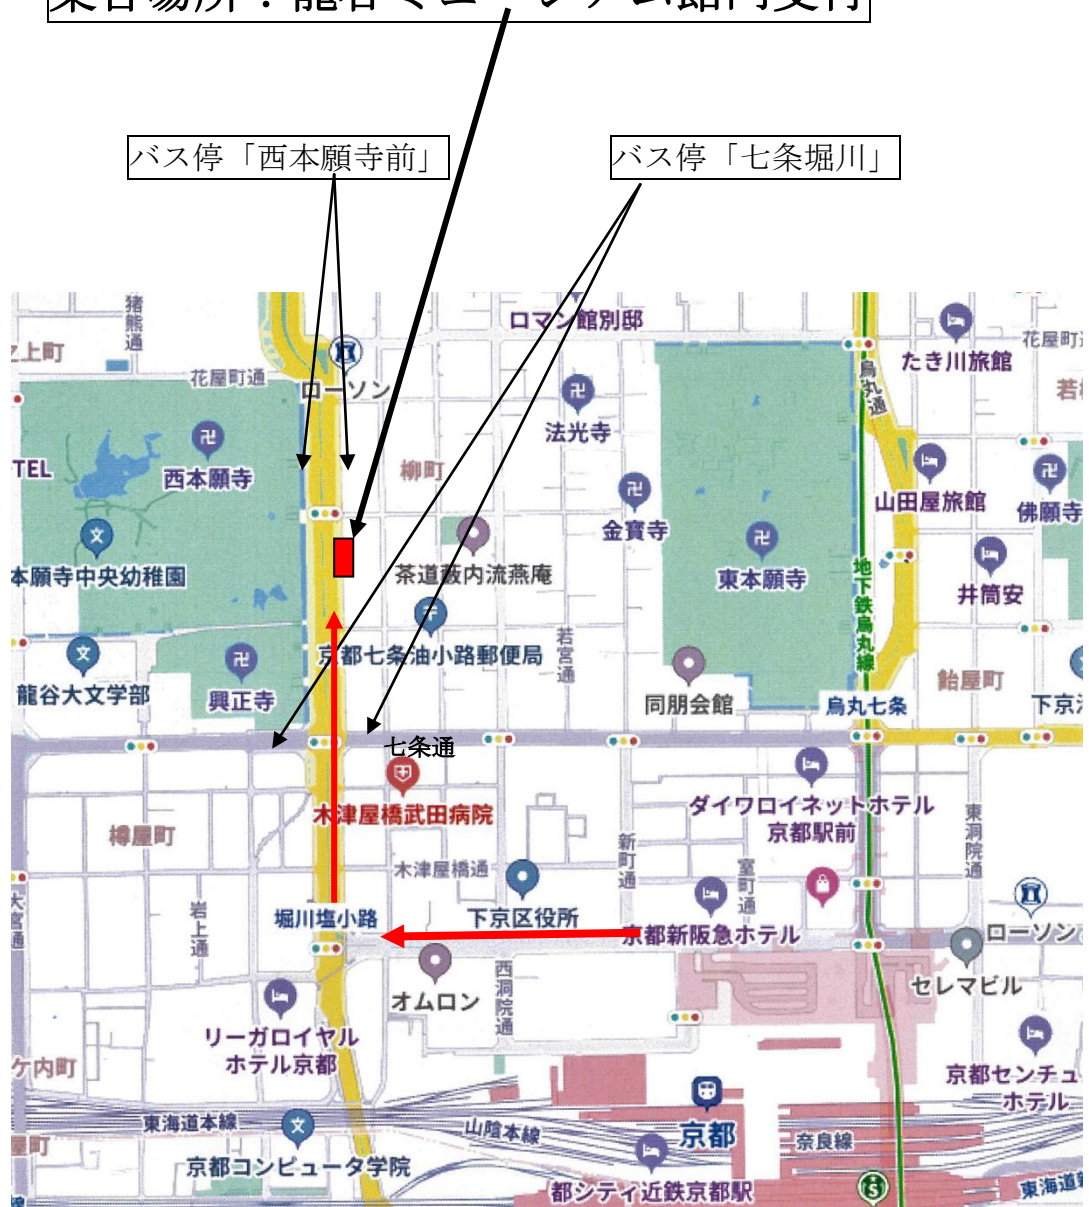 集合場所：龍谷ミュージアム館内受付
バス停「西本願寺前」
バス停「七条堀川」
猪熊通
ロマン館別邸
之上町
花屋町通
ローソン
烏丸通
たき川旅館
花屋町通
若
法光寺
TEL
西本願寺
柳町
金寳寺
山田屋旅館
佛願寺
本願寺中央幼稚園
茶道薮内流燕庵
東本願寺
地下鉄烏丸線
井筒安
京都七条油小路郵便局
若宮通
龍谷大文学部
興正寺
同朋会館
飴屋町
烏丸七条
下京
七条通
木津屋橋武田病院
ダイワロイネットホテル
京都駅前
樽屋町
新町通
東洞院通
木津屋橋通
室町通
大宮通
岩上通
堀川塩小路
下京区役所
京都新阪急ホテル
ローソン
オムロン
西洞院通
セレマビル
リーガロイヤル
ホテル京都
ケ内町
京都センチュ
ホテル
東海道本線
山陰本線
京都
奈良線
屋町
京都コンピュータ学院
都シティ近鉄京都駅
東海道新